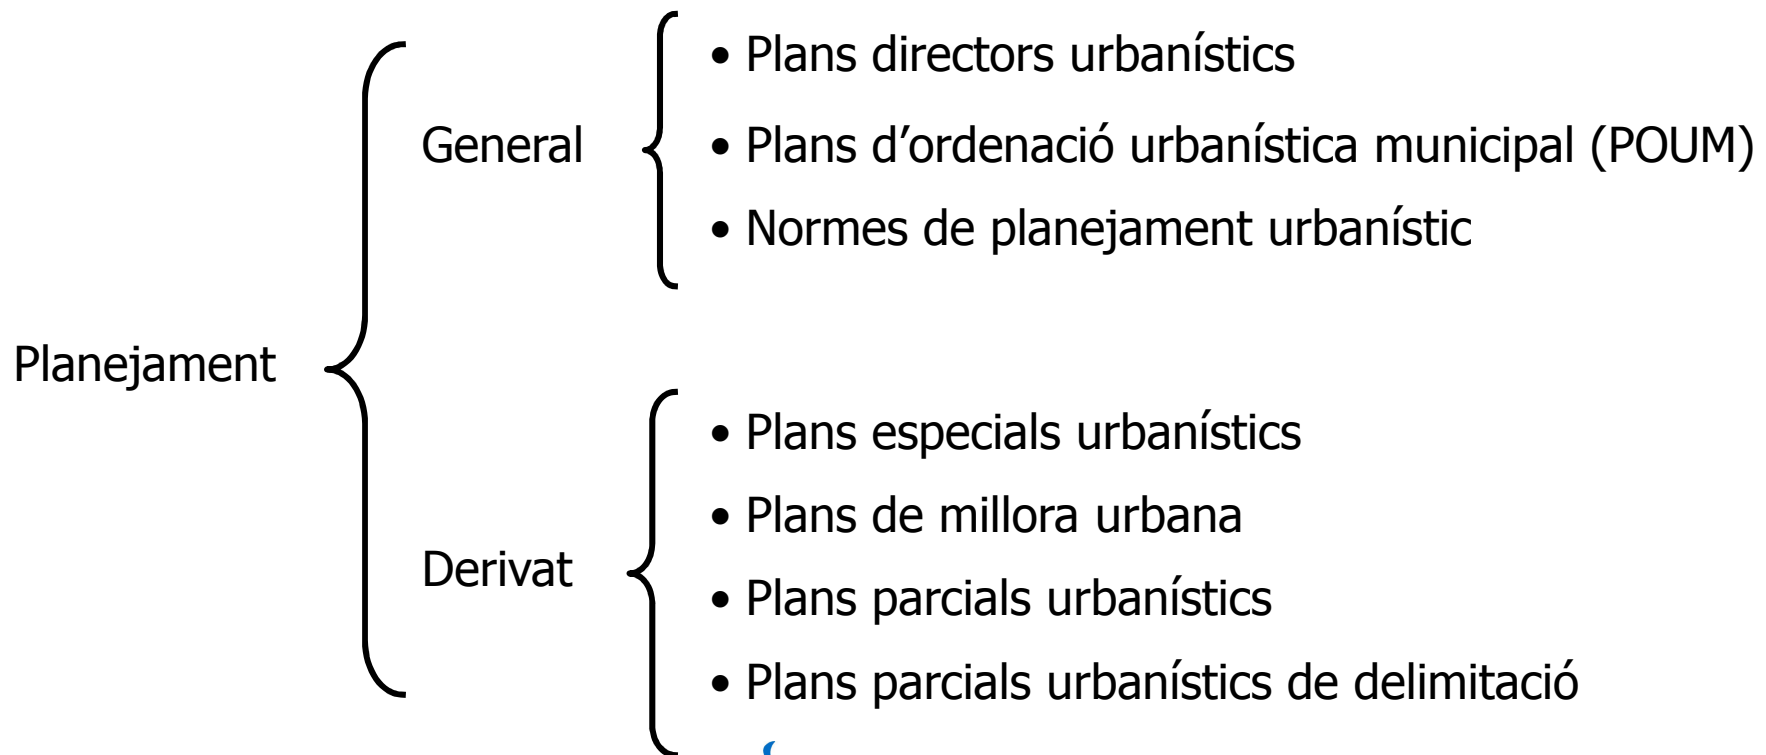 Planejament
General
• Plans directors urbanístics
• Plans d’ordenació urbanística municipal (POUM)
• Normes de planejament urbanístic
Derivat
• Plans especials urbanístics
• Plans de millora urbana
• Plans parcials urbanístics
• Plans parcials urbanístics de delimitació